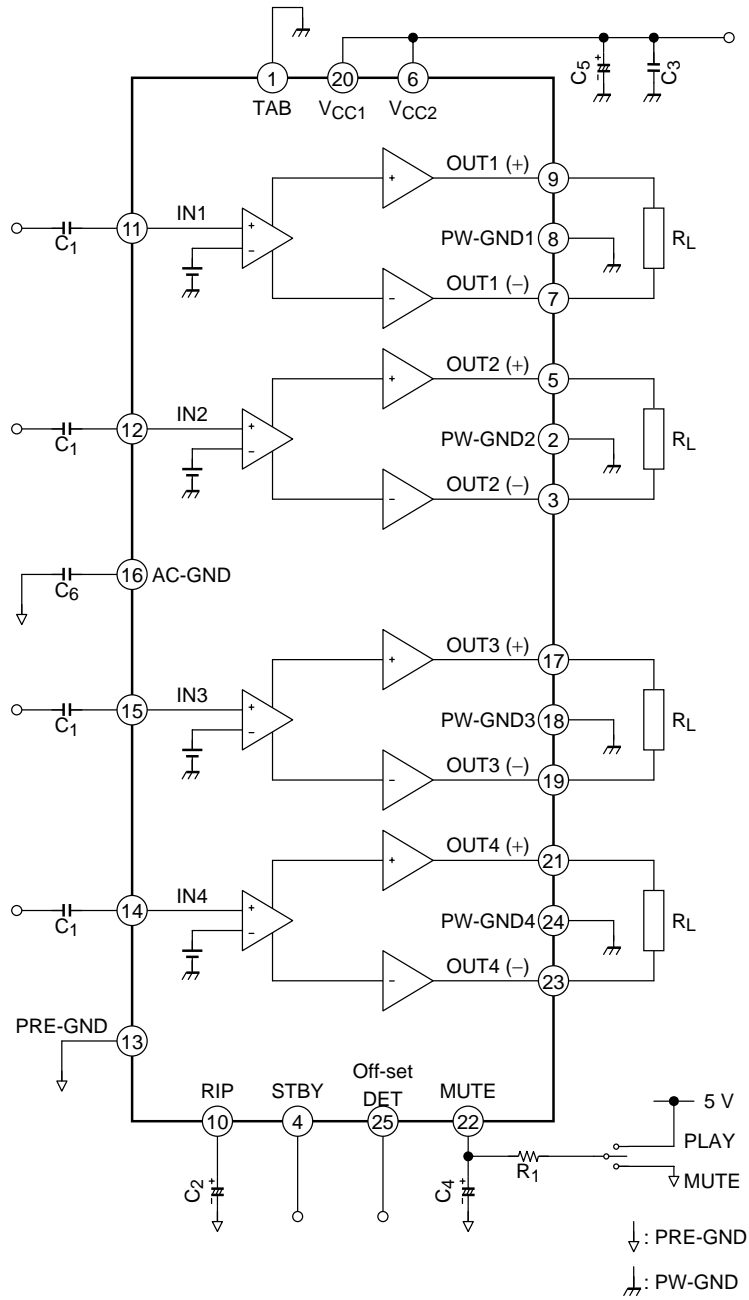 1 20 6
TAB VCC1 VCC2
C5 + -
C3
OUT1 (+) 9
11 IN1
C1
PW-GND1 8
RL
OUT1 (−) 7
OUT2 (+) 5
12 IN2
C1
PW-GND2 2
RL
OUT2 (−) 3
16 AC-GND
C6
OUT3 (+) 17
15 IN3
C1
PW-GND3 18
RL
OUT3 (−) 19
OUT4 (+) 21
14 IN4
C1
PW-GND4 24
RL
OUT4 (−) 23
PRE-GND 13
RIP STBY Off-set DET MUTE
10 4 25 22
5 V
PLAY
R1
MUTE
C2 + -
C4 + -
: PRE-GND
: PW-GND